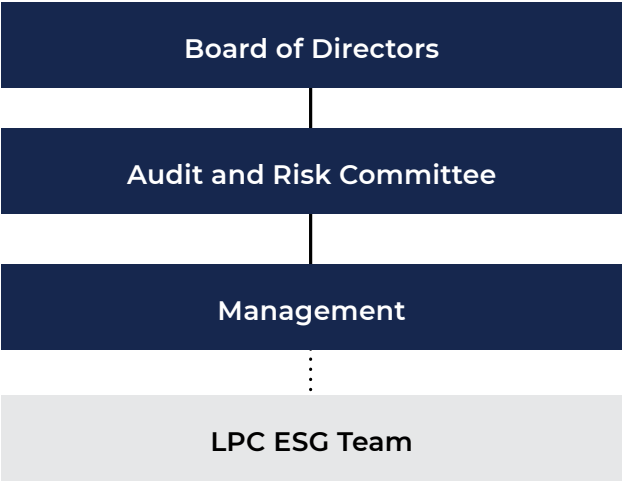 Board of Directors
Audit and Risk Committee
Management
LPC ESG Team